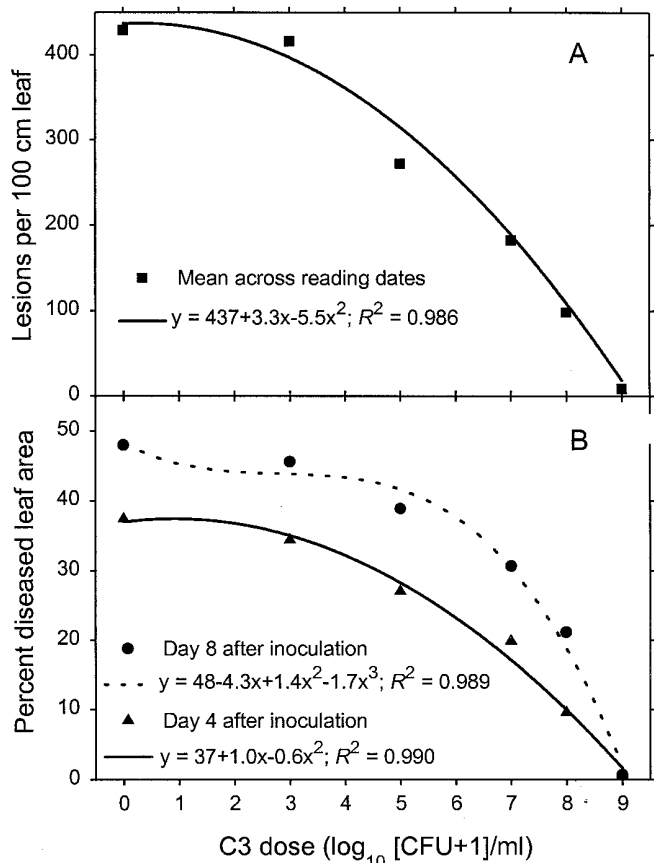 A
Lesions per 100 cm leaf
400
300
200
100
0
Mean across reading dates
y = 437+3.3x-5.5x²; R² = 0.986
B
Percent diseased leaf area
50
40
30
20
10
0
Day 8 after inoculation
y = 48-4.3x+1.4x²-1.7x³; R² = 0.989
Day 4 after inoculation
y = 37+1.0x-0.6x²; R² = 0.990
0 1 2 3 4 5 6 7 8 9
C3 dose (log₁₀ [CFU+1]/ml)